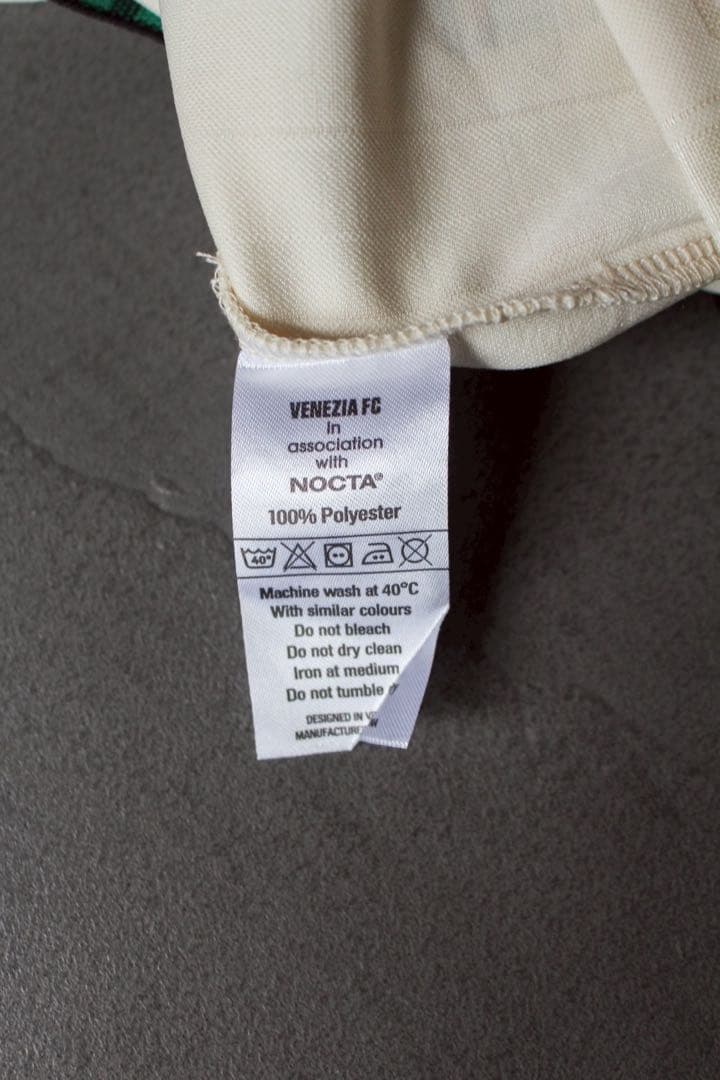 VENEZIA FC
In
association
with
NOCTA®
100% Polyester
40°
Machine wash at 40°C
With similar colours
Do not bleach
Do not dry clean
Iron at medium
Do not tumble
DESIGNED IN